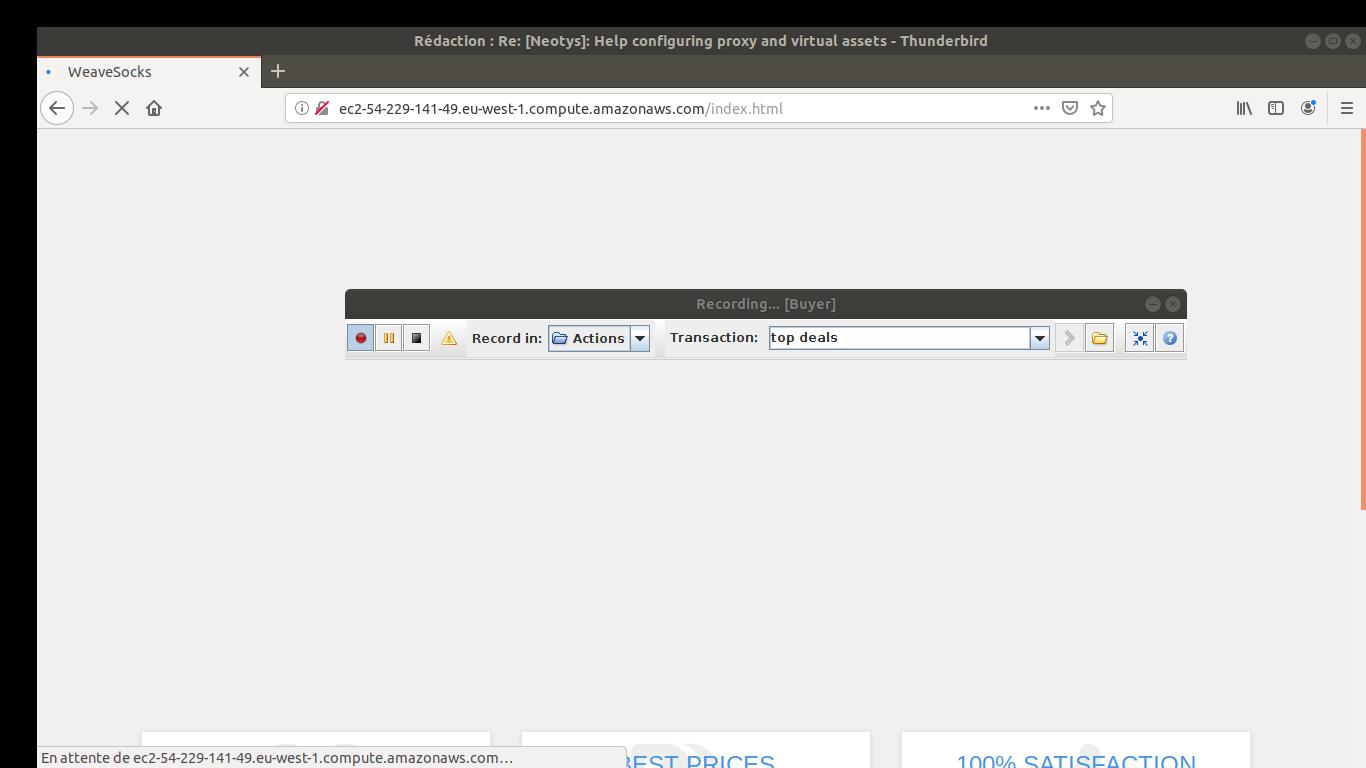 Rédaction : Re: [Neotys]: Help configuring proxy and virtual assets - Thunderbird
WeaveSocks
ec2-54-229-141-49.eu-west-1.compute.amazonaws.com/index.html
Recording... [Buyer]
Record in: Actions Transaction: top deals
BEST PRICES 100% SATISFACTION
En attente de ec2-54-229-141-49.eu-west-1.compute.amazonaws.com…